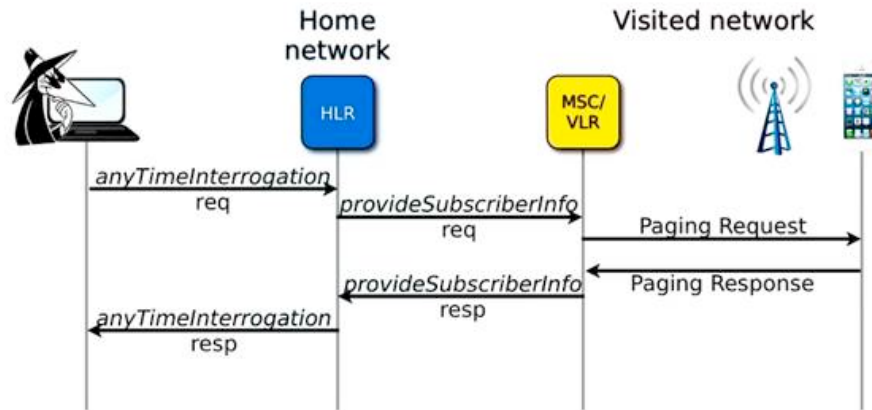 Home
network
Visited network
HLR
MSC/
VLR
anyTimeInterrogation
req
provideSubscriberInfo
req
Paging Request
provideSubscriberInfo
resp
Paging Response
anyTimeInterrogation
resp